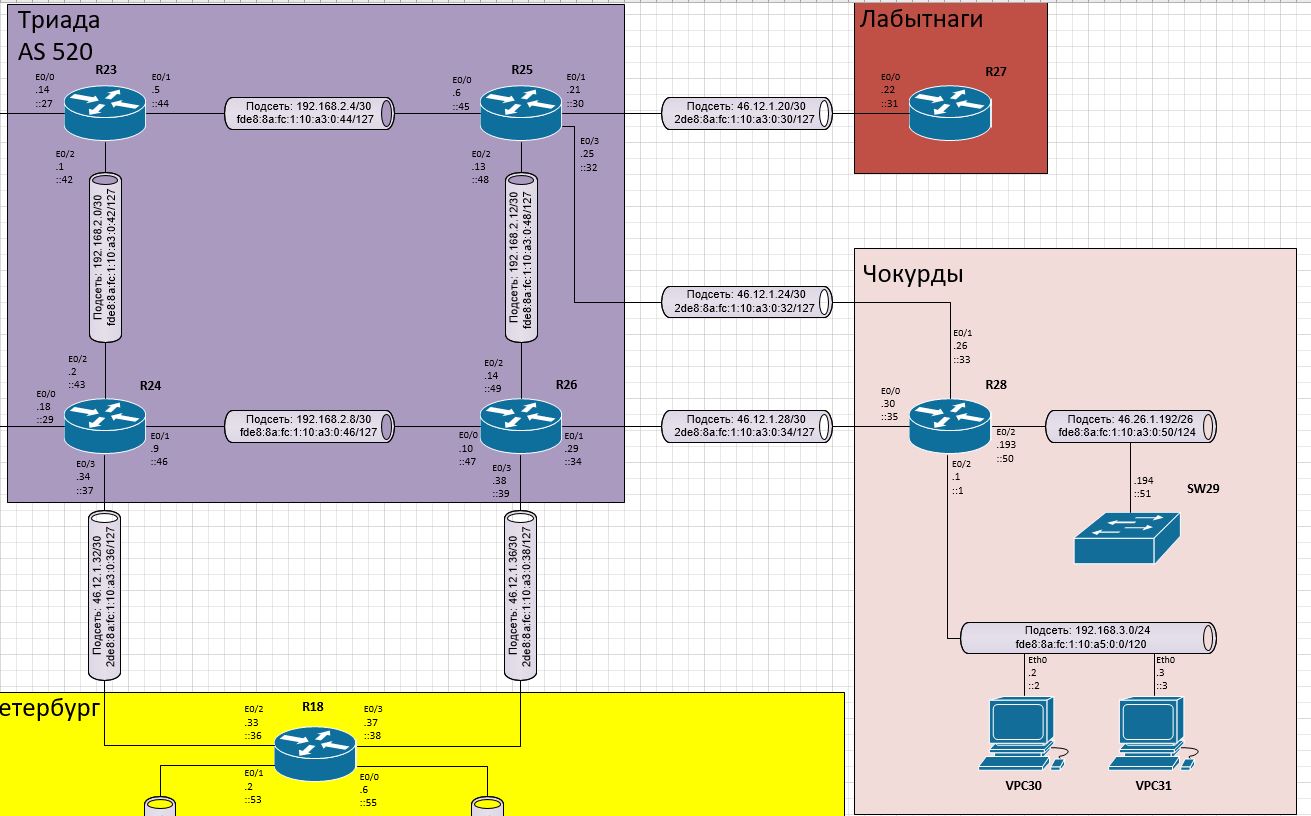 Триада
AS 520
R23
E0/0
.14
::27
E0/1
.5
::44
Подсеть: 192.168.2.4/30
fde8:8a:fc:1:10:a3:0:44/127
R25
E0/0
.6
::45
E0/1
.21
::30
Подсеть: 46.12.1.20/30
2de8:8a:fc:1:10:a3:0:30/127
Лабытнаги
R27
E0/0
.22
::31
E0/2
.1
::42
E0/2
.13
::48
E0/3
.25
::32
Подсеть: 192.168.2.0/30
fde8:8a:fc:1:10:a3:0:42/127
Подсеть: 192.168.2.12/30
fde8:8a:fc:1:10:a3:0:48/127
Подсеть: 46.12.1.24/30
2de8:8a:fc:1:10:a3:0:32/127
Чокурды
E0/1
.26
::33
E0/2
.2
::43
R24
E0/0
.18
::29
E0/1
.9
::46
E0/3
.34
::37
Подсеть: 192.168.2.8/30
fde8:8a:fc:1:10:a3:0:46/127
E0/2
.14
::49
R26
E0/0
.10
::47
E0/1
.29
::34
E0/3
.38
::39
Подсеть: 46.12.1.28/30
2de8:8a:fc:1:10:a3:0:34/127
E0/0
.30
::35
R28
E0/2
.193
::50
Подсеть: 46.26.1.192/26
fde8:8a:fc:1:10:a3:0:50/124
E0/2
.1
::1
.194
::51
SW29
Подсеть: 46.12.1.32/30
2de8:8a:fc:1:10:a3:0:36/127
Подсеть: 46.12.1.36/30
2de8:8a:fc:1:10:a3:0:38/127
Подсеть: 192.168.3.0/24
fde8:8a:fc:1:10:a5:0:0/120
Eth0
.2
::2
Eth0
.3
::3
VPC30
VPC31
етербург
R18
E0/2
.33
::36
E0/3
.37
::38
E0/1
.2
::53
E0/0
.6
::55